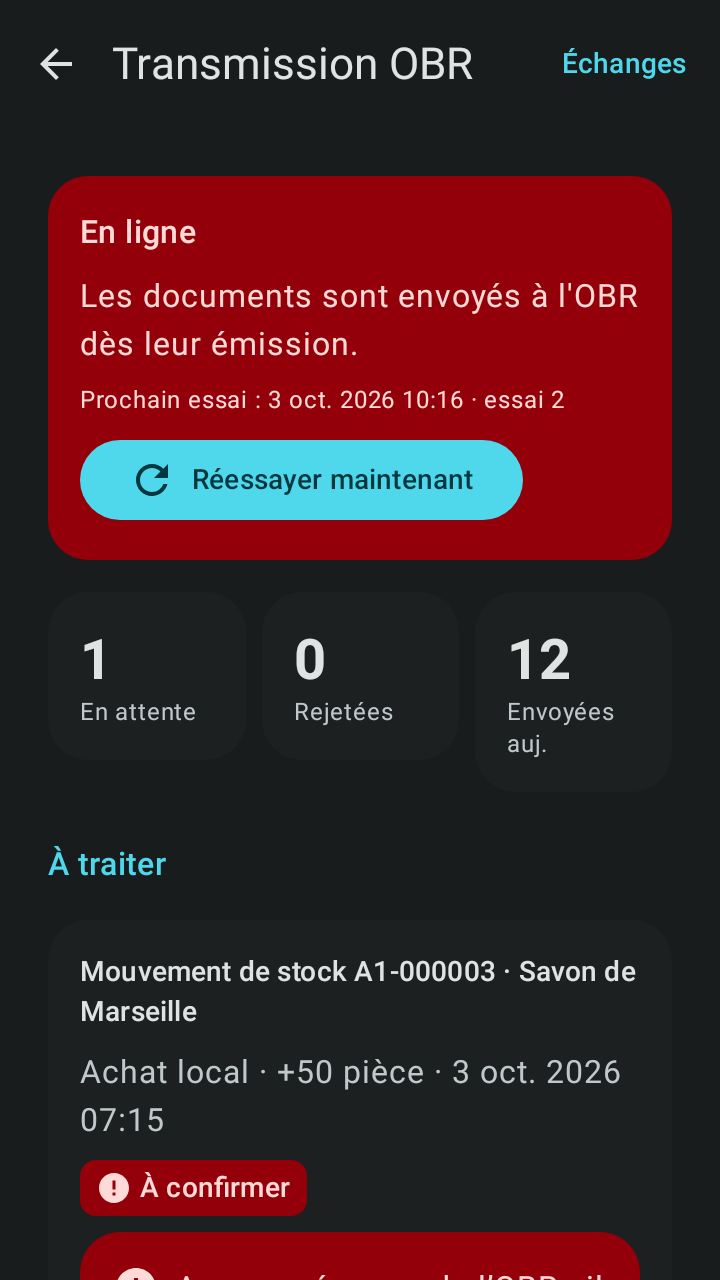 Transmission OBR
Échanges
En ligne
Les documents sont envoyés à l'OBR
dès leur émission.
Prochain essai : 3 oct. 2026 10:16 · essai 2
Réessayer maintenant
1
En attente
0
Rejetées
12
Envoyées
auj.
À traiter
Mouvement de stock A1-000003 · Savon de
Marseille
Achat local · +50 pièce · 3 oct. 2026
07:15
À confirmer